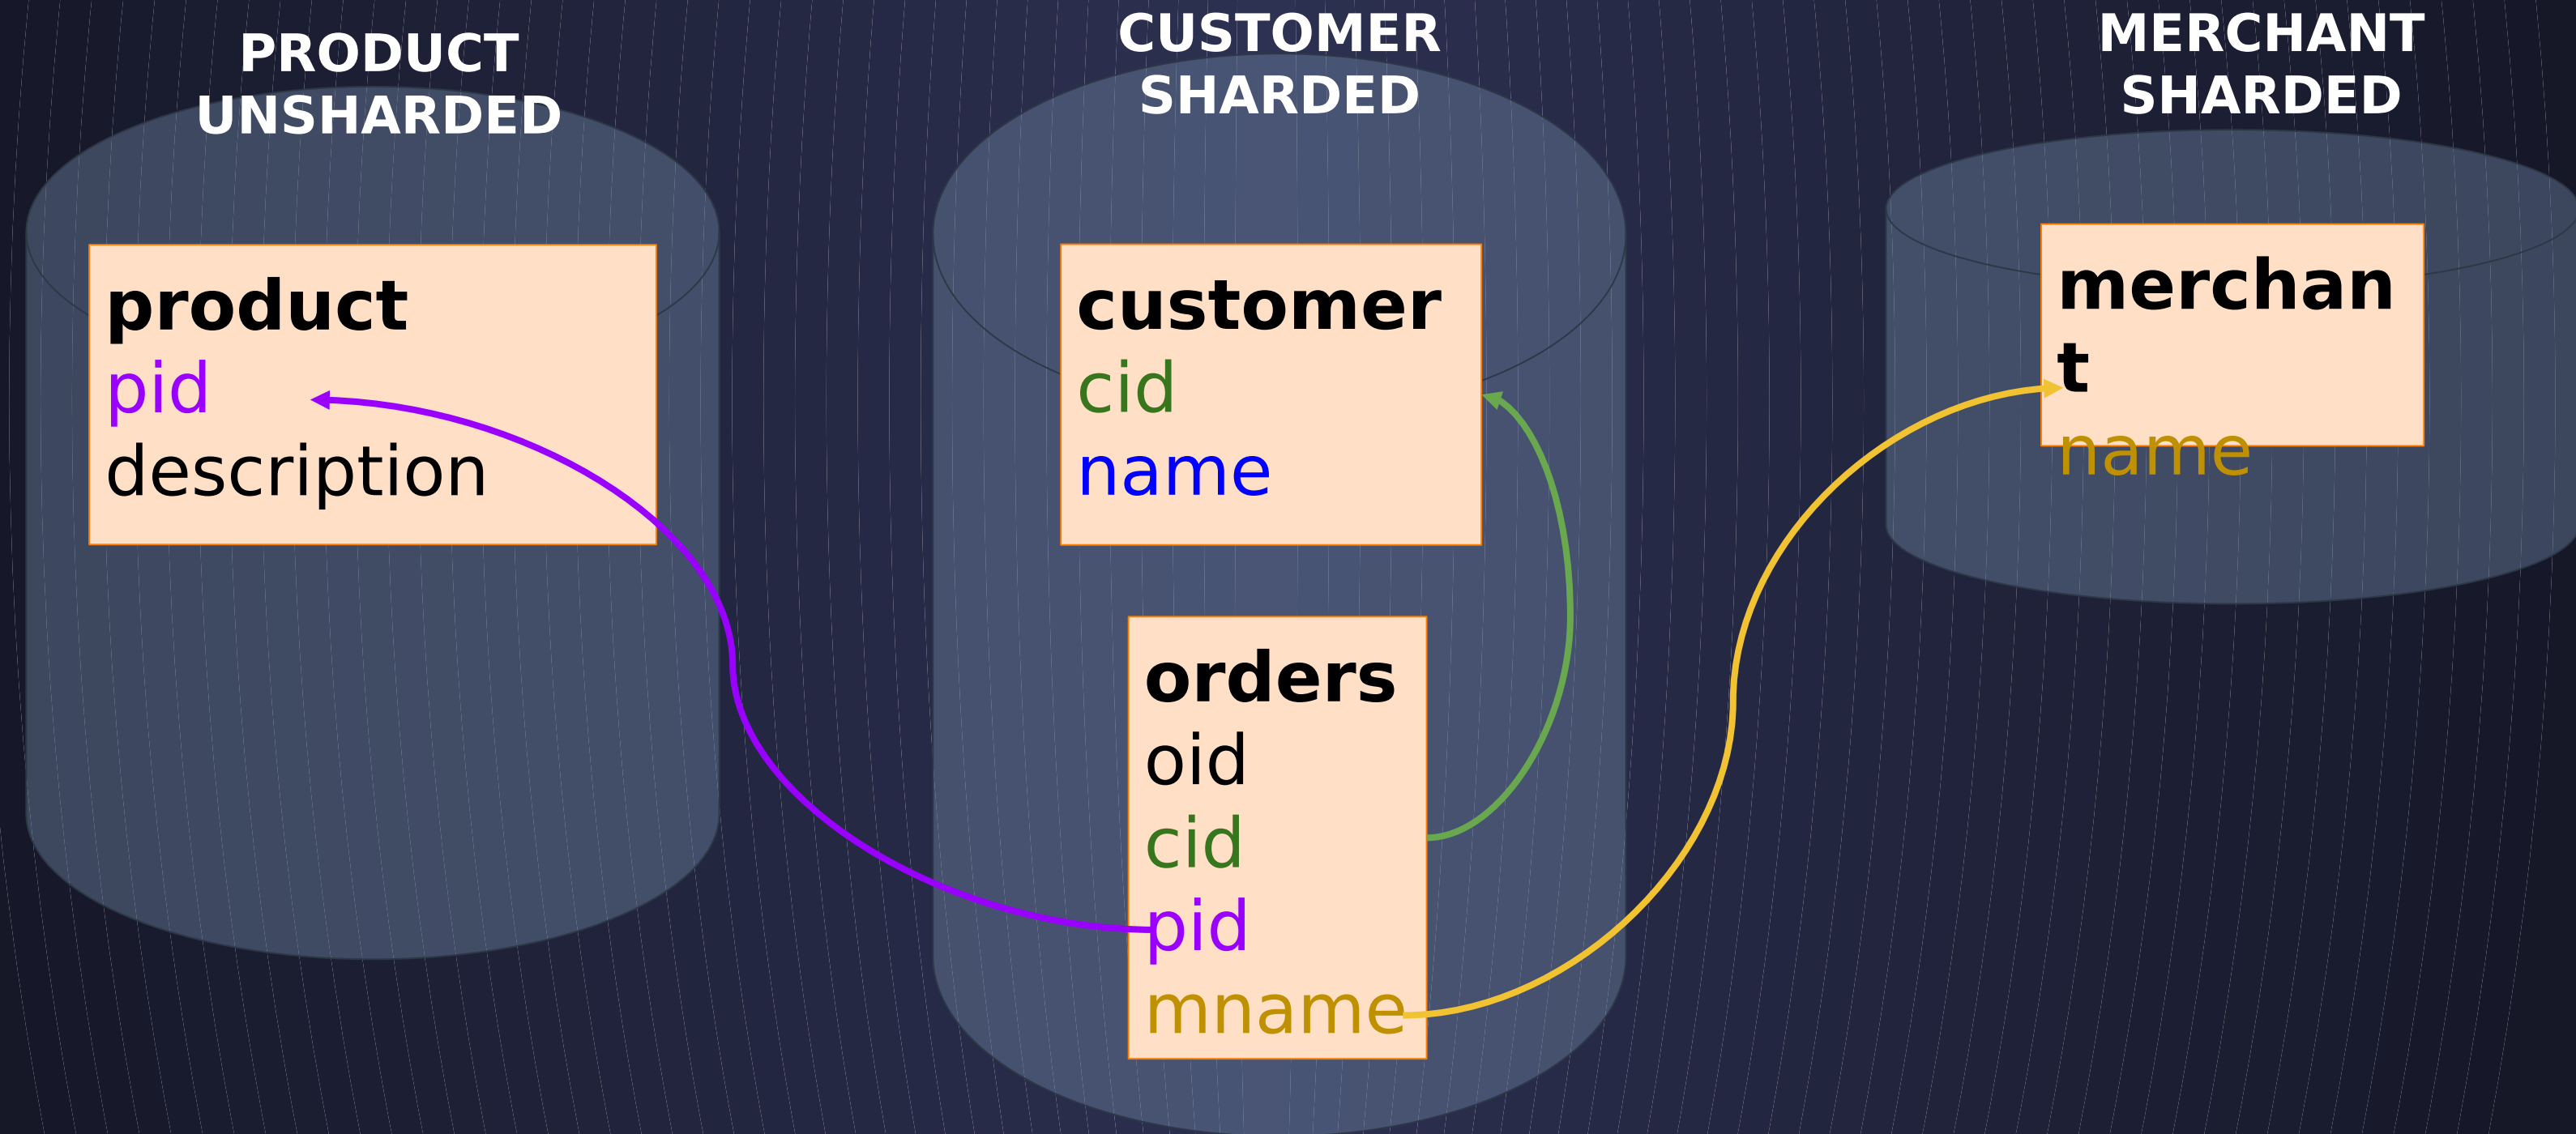 PRODUCT
UNSHARDED
product
pid
description
CUSTOMER
SHARDED
customer
cid
name
orders
oid
cid
pid
mname
MERCHANT
SHARDED
merchan
t
name